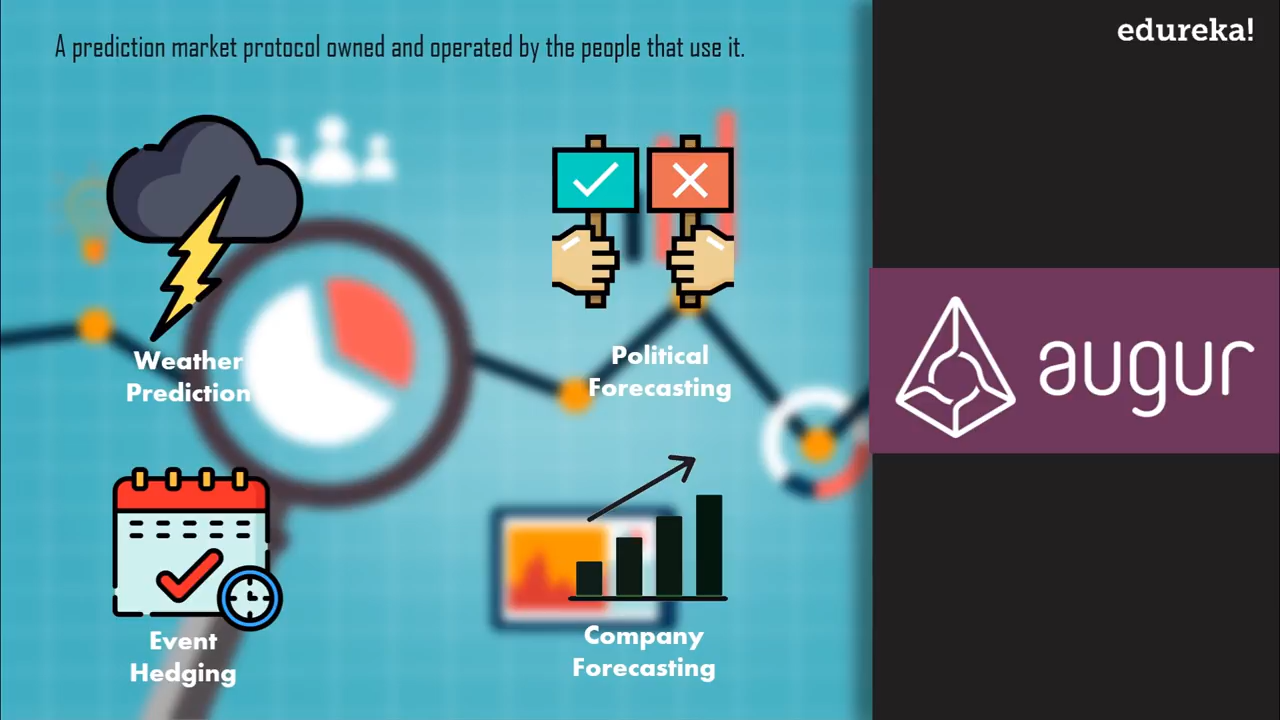 A prediction market protocol owned and operated by the people that use it.
edureka!
Weather
Prediction
Political
Forecasting
augur
Event
Hedging
Company
Forecasting